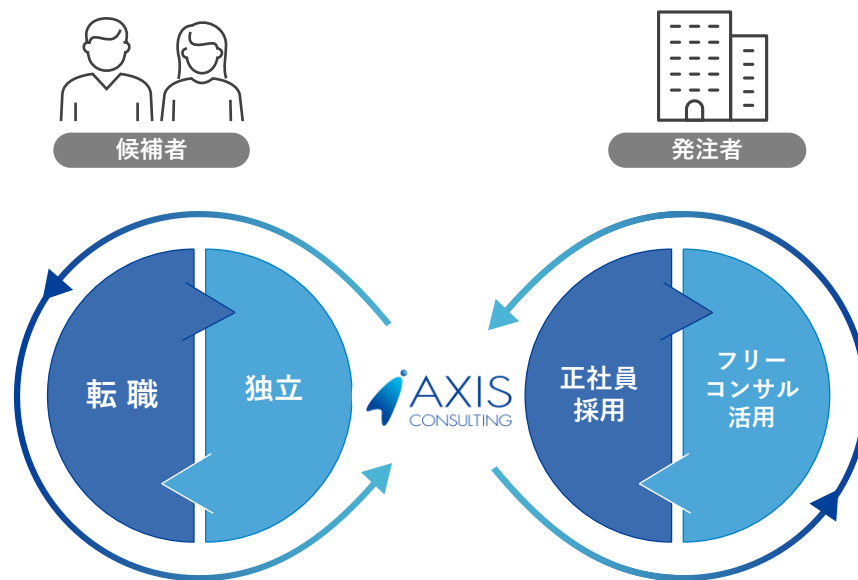 候補者
発注者
転職
独立
AXIS
CONSULTING
正社員
採用
フリー
コンサル
活用